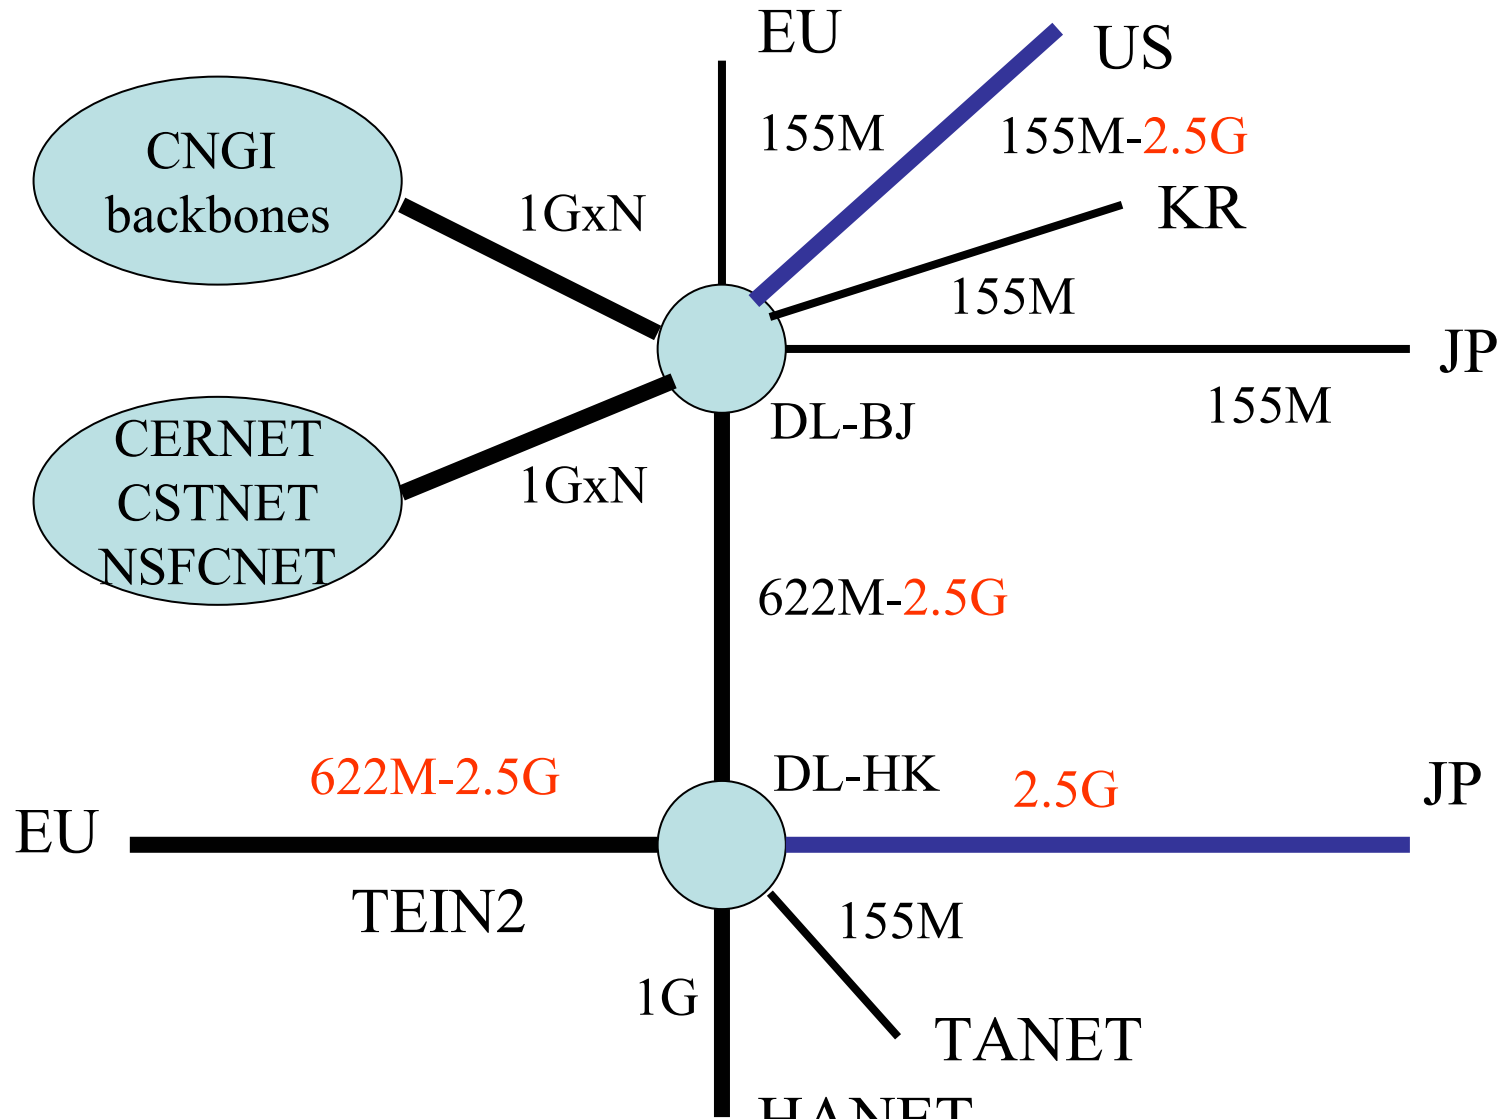 EU
US
155M
155M-2.5G
CNGI
backbones
1GxN
KR
155M
JP
155M
DL-BJ
CERNET
CSTNET
NSFCNET
1GxN
622M-2.5G
622M-2.5G
DL-HK
2.5G
JP
EU
TEIN2
155M
1G
TANET
HANET